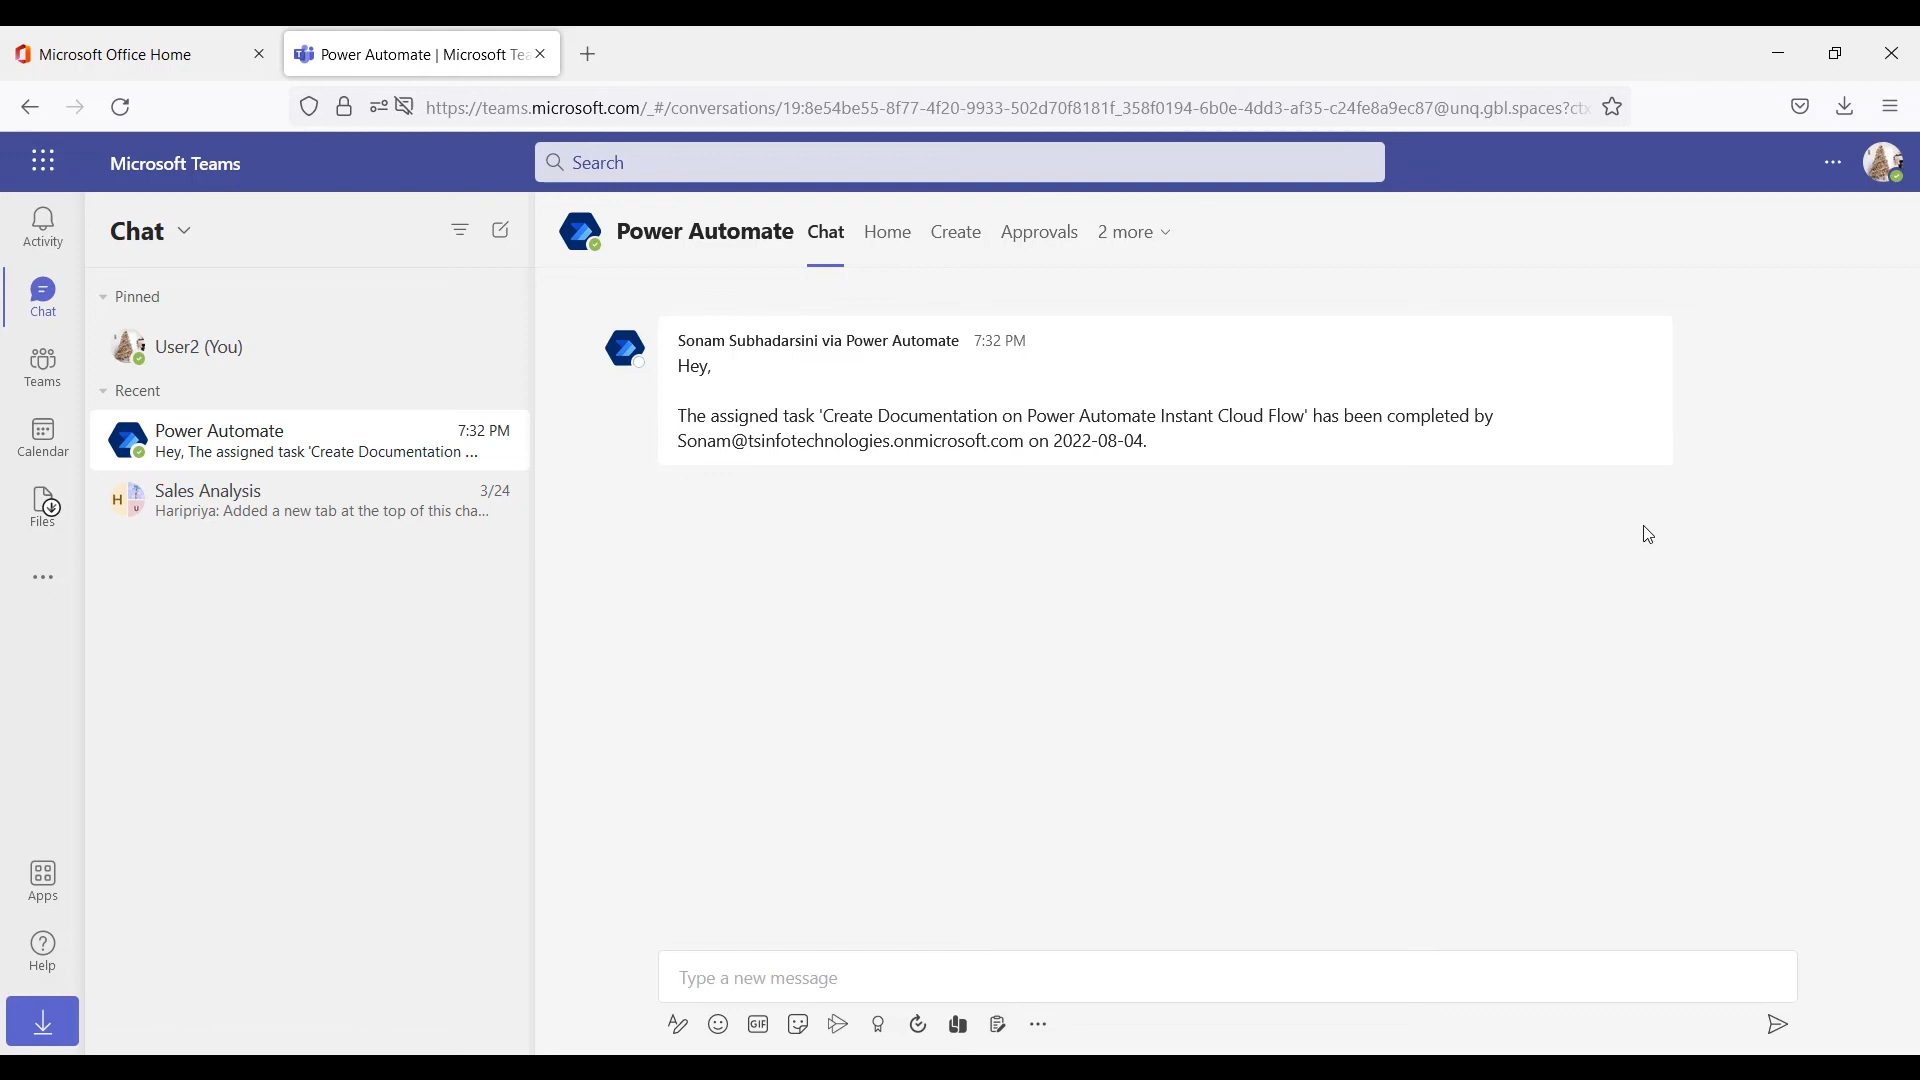 Microsoft Office Home
Power Automate | Microsoft Tea
https://teams.microsoft.com/_#/conversations/19:8e54be55-8f77-4f20-9933-502d70f8181f_358f0194-6b0e-4dd3-af35-c24fe8a9ec87@unq.gbl.spaces?ctx
Microsoft Teams
Search
Activity
Chat
Teams
Calendar
Files
Apps
Help
Chat
Pinned
User2 (You)
Recent
Power Automate 7:32 PM
Hey, The assigned task 'Create Documentation ...
Sales Analysis 3/24
Haripriya: Added a new tab at the top of this cha...
H
u
Power Automate Chat Home Create Approvals 2 more
Sonam Subhadarsini via Power Automate 7:32 PM
Hey,
The assigned task 'Create Documentation on Power Automate Instant Cloud Flow' has been completed by
Sonam@tsinfotechnologies.onmicrosoft.com on 2022-08-04.
Type a new message
GIF